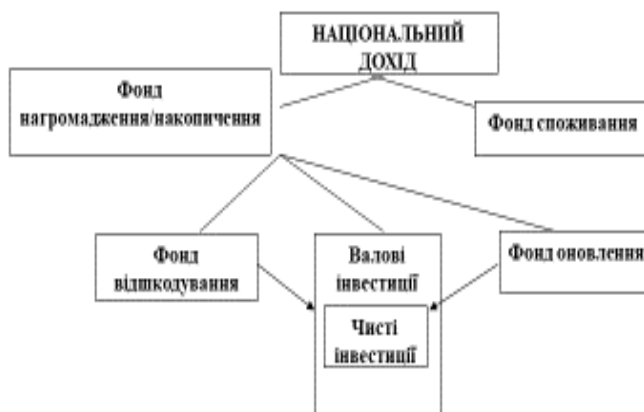 НАЦІОНАЛЬНИЙ
ДОХІД
Фонд
нагромадження/накопичення
Фонд споживання
Фонд
відшкодування
Валові
інвестиції
Фонд оновлення
Чисті
інвестиції